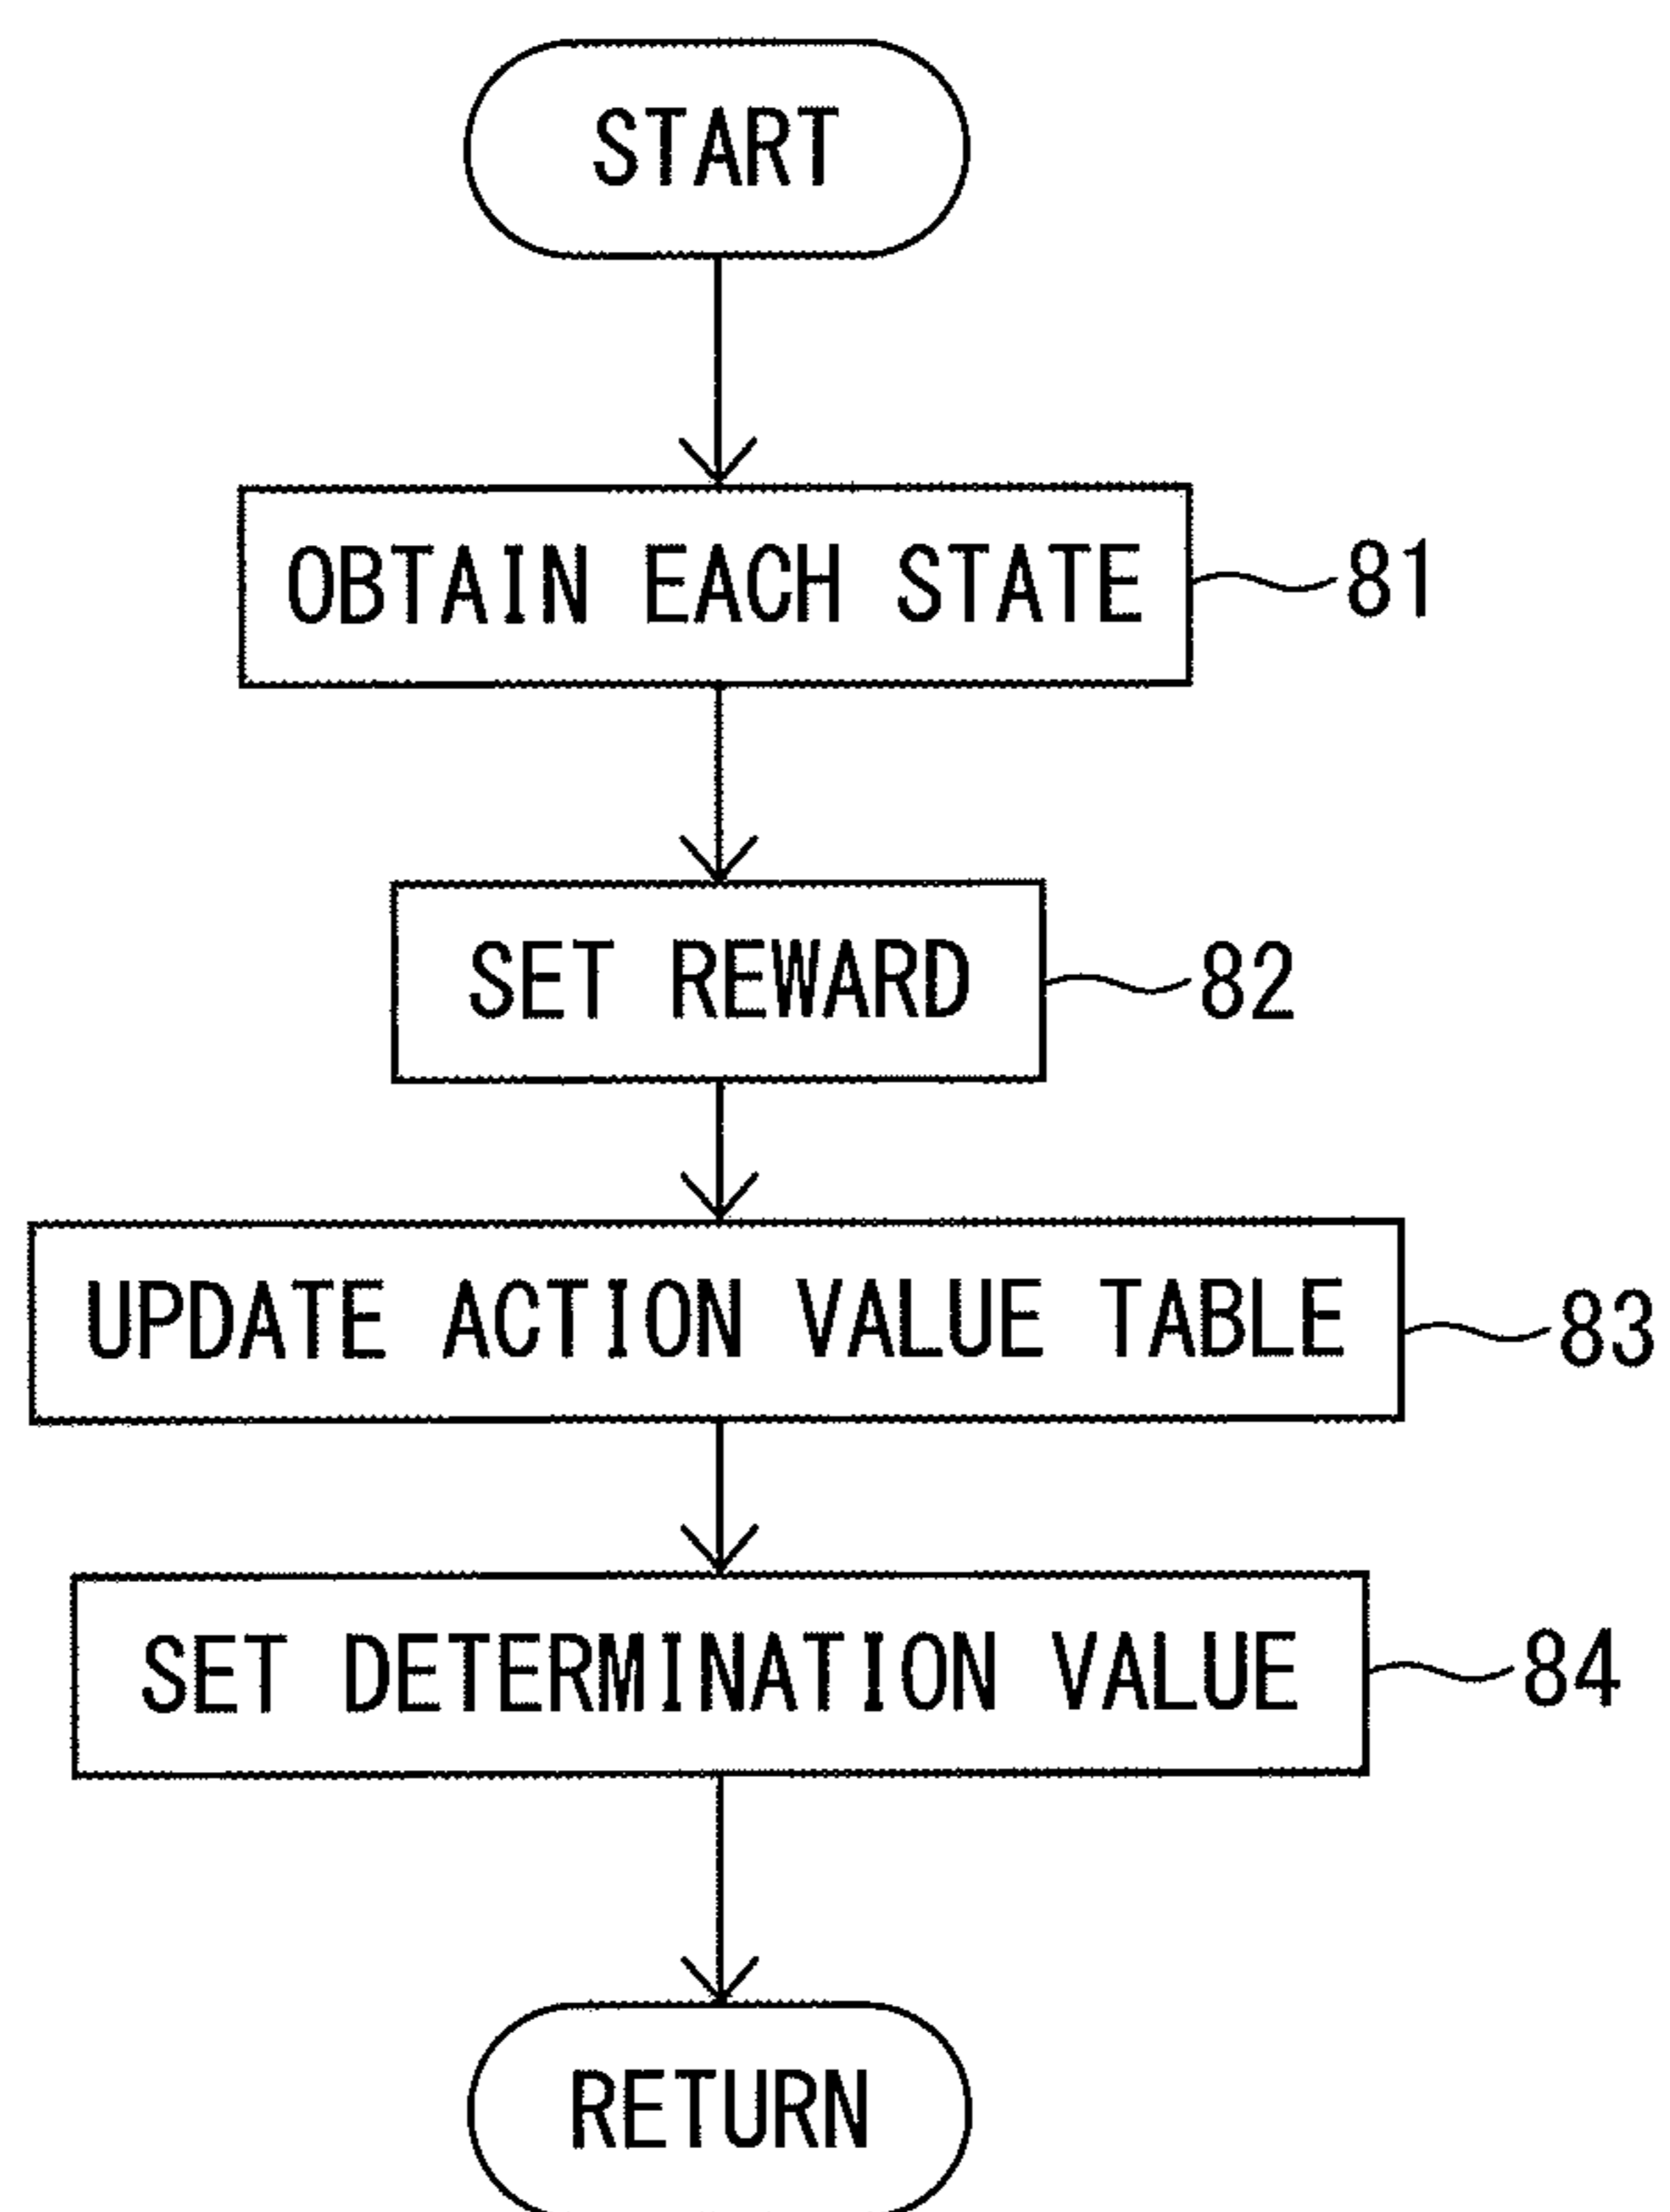 START
OBTAIN EACH STATE
81
SET REWARD
82
UPDATE ACTION VALUE TABLE
83
SET DETERMINATION VALUE
84
RETURN